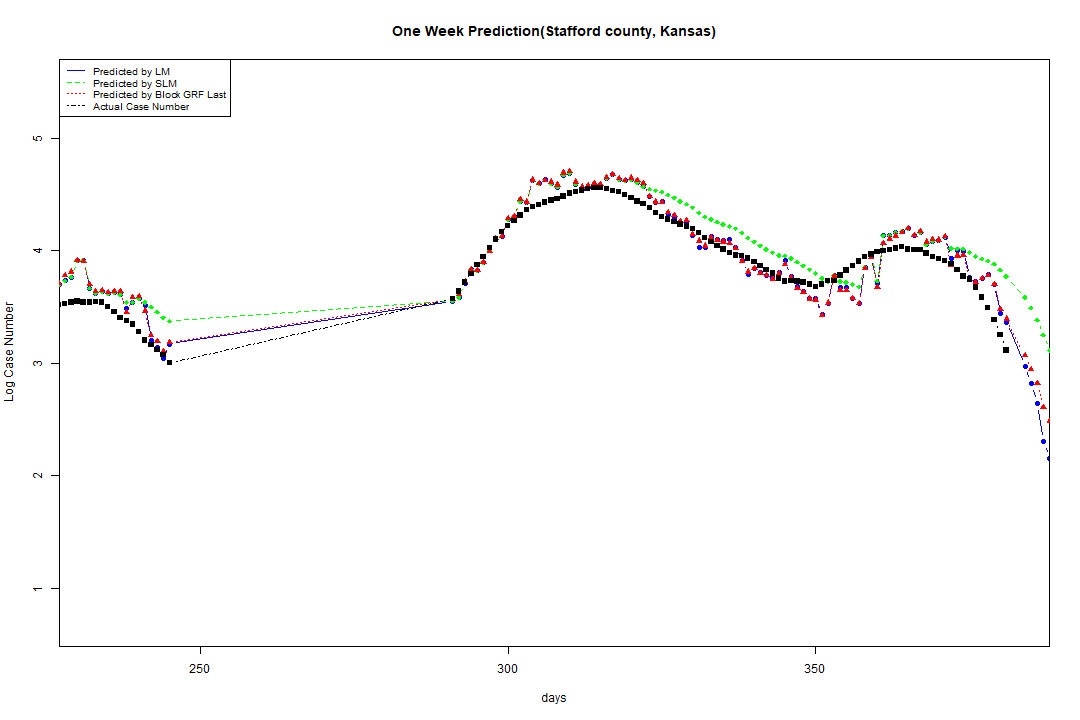 One Week Prediction(Stafford county, Kansas)
Predicted by LM
Predicted by SLM
Predicted by Block GRF Last
Actual Case Number
5
4
3
2
1
Log Case Number
250 300 350
days